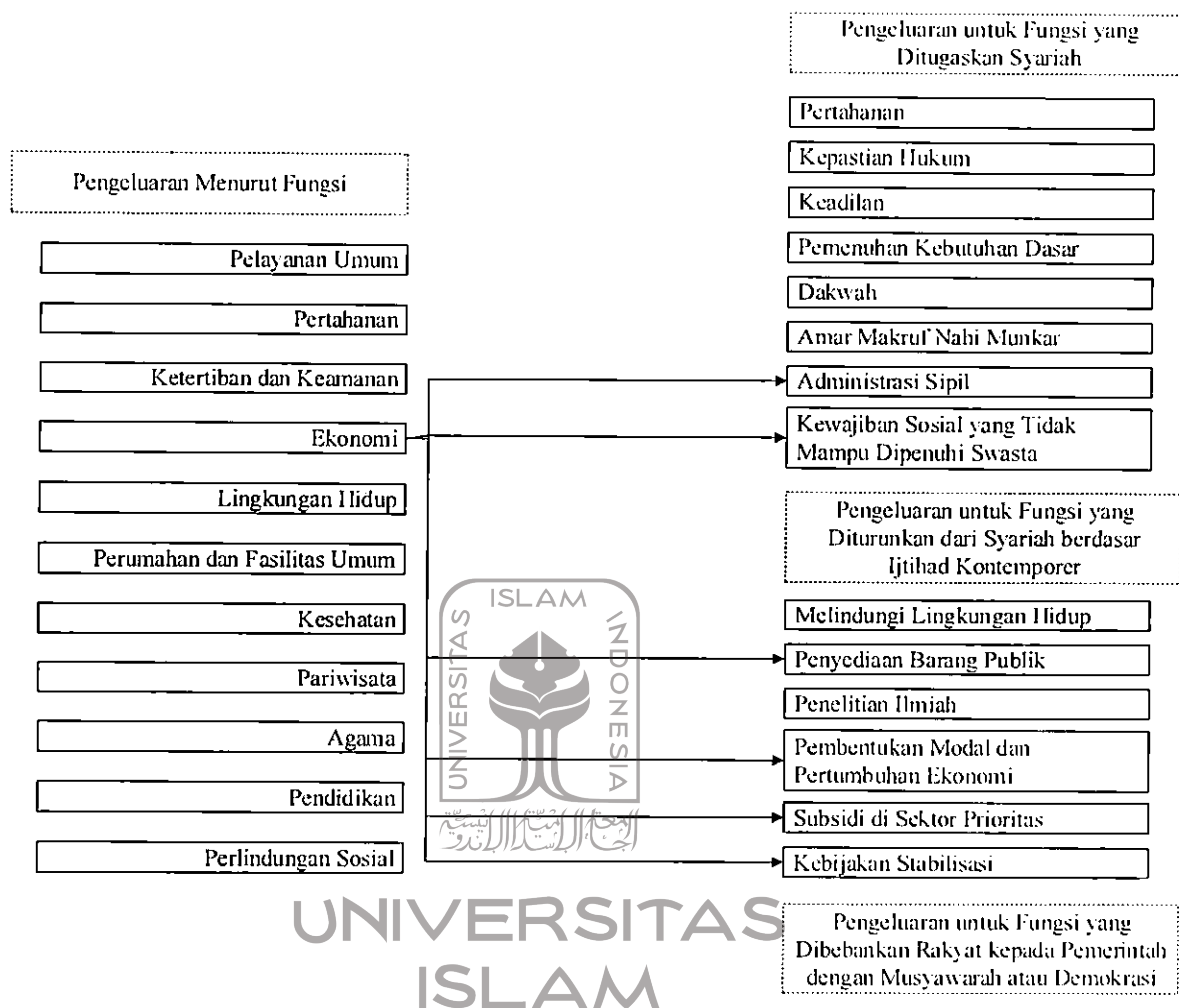 Pengeluaran Menurut Fungsi
Pelayanan Umum
Pertahanan
Ketertiban dan Keamanan
Ekonomi
Lingkungan Hidup
Perumahan dan Fasilitas Umum
Kesehatan
Pariwisata
Agama
Pendidikan
Perlindungan Sosial
Pengeluaran untuk Fungsi yang
Ditugaskan Syariah
Pertahanan
Kepastian Hukum
Keadilan
Pemenuhan Kebutuhan Dasar
Dakwah
Amar Makruf Nahi Munkar
Administrasi Sipil
Kewajiban Sosial yang Tidak
Mampu Dipenuhi Swasta
Pengeluaran untuk Fungsi yang
Diturunkan dari Syariah berdasar
Ijtihad Kontemporer
Melindungi Lingkungan Hidup
Penyediaan Barang Publik
Penelitian Ilmiah
Pembentukan Modal dan
Pertumbuhan Ekonomi
Subsidi di Sektor Prioritas
Kebijakan Stabilisasi
Pengeluaran untuk Fungsi yang
Dibebankan Rakyat kepada Pemerintah
dengan Musyawarah atau Demokrasi
UNIVERSITAS
ISLAM
INDONESIA
UNIVERSITAS
ISLAM